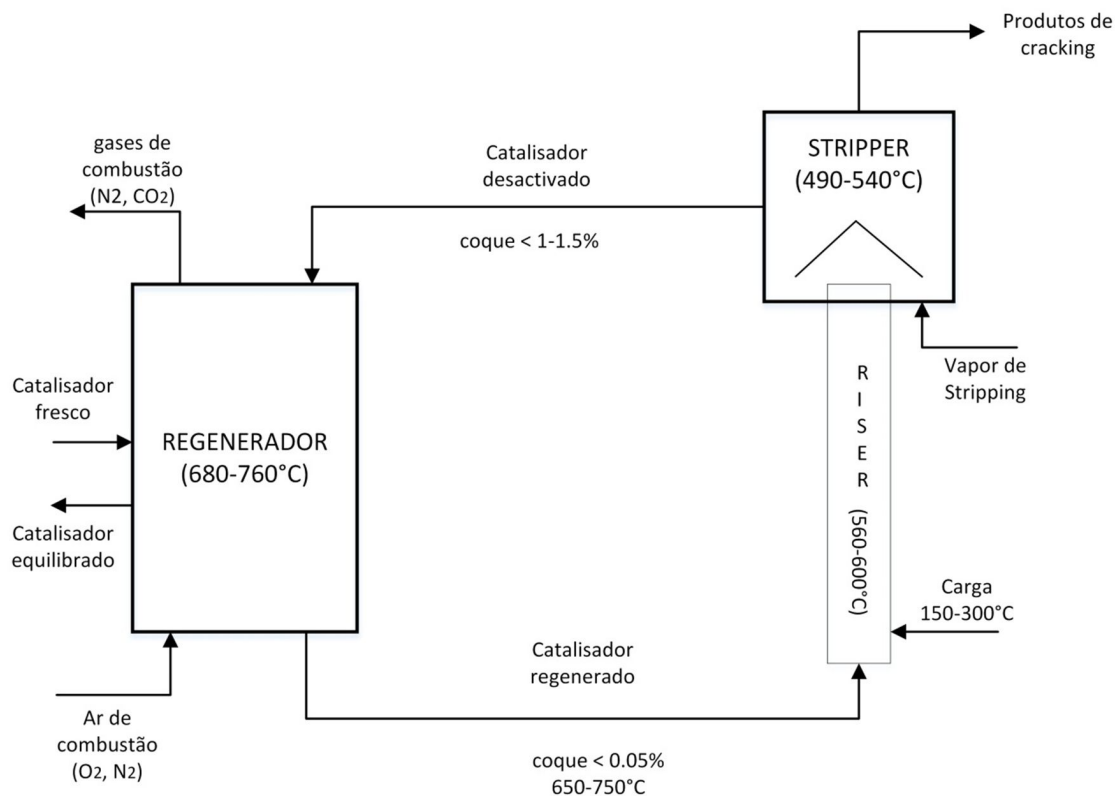 Produtos de
cracking
gases de
combustão
(N2, CO2)
Catalisador
desactivado
coque < 1-1.5%
STRIPPER
(490-540°C)
Catalisador
fresco
REGENERADOR
(680-760°C)
Catalisador
equilibrado
Vapor de
Stripping
RISER (560-600°C)
Carga
150-300°C
Ar de
combustão
(O2, N2)
Catalisador
regenerado
coque < 0.05%
650-750°C